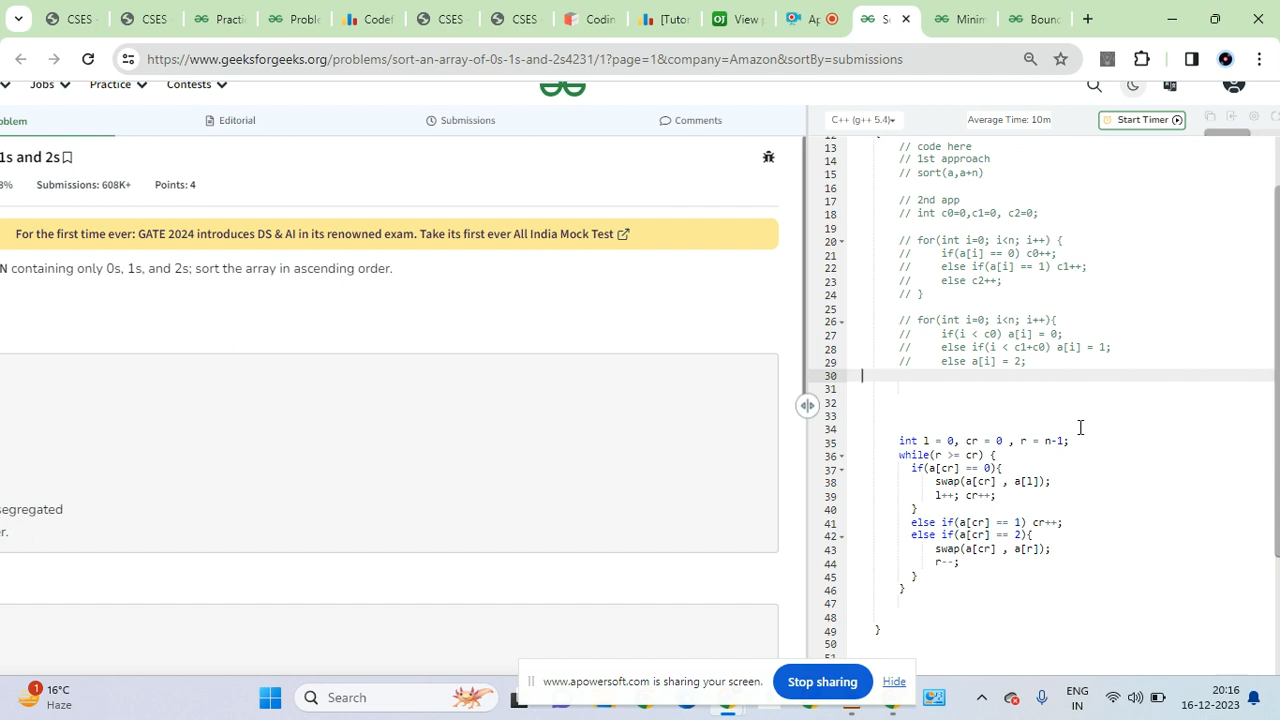 CSES
CSES
Practi
Proble
Codef
CSES
CSES
Codin
[Tutor
View p
Ap
So
Minim
Boun
https://www.geeksforgeeks.org/problems/sort-an-array-of-0s-1s-and-2s4231/1?page=1&company=Amazon&sortBy=submissions
Jobs
Practice
Contests
oblem
Editorial
Submissions
Comments
C++ (g++ 5.4)
Average Time: 10m
Start Timer
1s and 2s
8%
Submissions: 608K+
Points: 4
For the first time ever: GATE 2024 introduces DS & AI in its renowned exam. Take its first ever All India Mock Test
N containing only 0s, 1s, and 2s; sort the array in ascending order.
segregated
er.
12 {
13 // code here
14 // 1st approach
15 // sort(a,a+n)
16
17 // 2nd app
18 // int c0=0,c1=0, c2=0;
19
20 // for(int i=0; i<n; i++) {
21 // if(a[i] == 0) c0++;
22 // else if(a[i] == 1) c1++;
23 // else c2++;
24 // }
25
26 // for(int i=0; i<n; i++){
27 // if(i < c0) a[i] = 0;
28 // else if(i < c1+c0) a[i] = 1;
29 // else a[i] = 2;
30
31
32
33
34
35 int l = 0, cr = 0 , r = n-1;
36 while(r >= cr) {
37 if(a[cr] == 0){
38 swap(a[cr] , a[l]);
39 l++; cr++;
40 }
41 else if(a[cr] == 1) cr++;
42 else if(a[cr] == 2){
43 swap(a[cr] , a[r]);
44 r--;
45 }
46 }
47
48
49 }
50
51
www.apowersoft.com is sharing your screen.
Stop sharing
Hide
1
16°C
Haze
Search
ENG
IN
20:16
16-12-2023